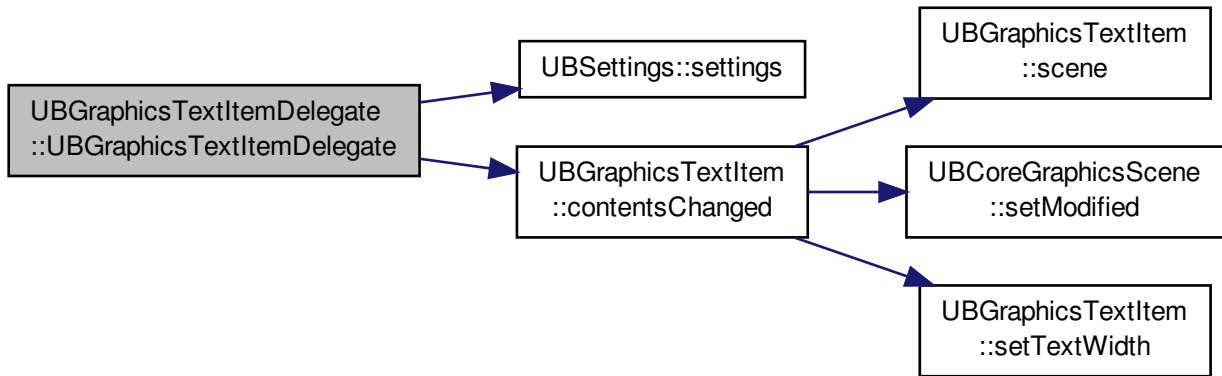 UBGraphicsTextItemDelegate
::UBGraphicsTextItemDelegate
UBSettings::settings
UBGraphicsTextItem
::contentsChanged
UBGraphicsTextItem
::scene
UBCoreGraphicsScene
::setModified
UBGraphicsTextItem
::setTextWidth